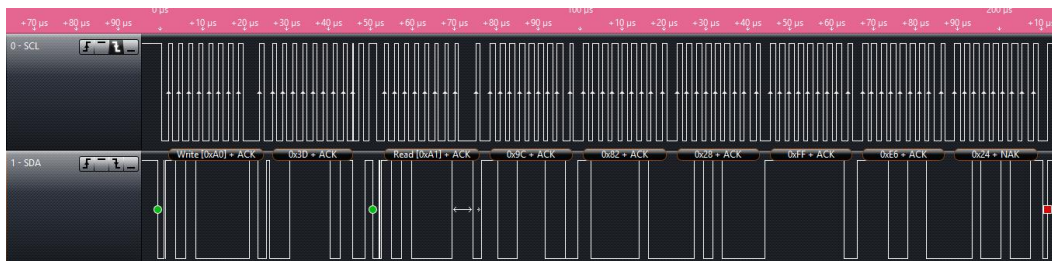 0 µs 100 µs 200 µs
+70 µs +80 µs +90 µs +10 µs +20 µs +30 µs +40 µs +50 µs +60 µs +70 µs +80 µs +90 µs +10 µs +20 µs +30 µs +40 µs +50 µs +60 µs +70 µs +80 µs +90 µs +10 µs
0 - SCL
1 - SDA
Write [0xA0] + ACK 0x3D + ACK Read [0xA1] + ACK 0x9C + ACK 0x82 + ACK 0x28 + ACK 0xFF + ACK 0xE6 + ACK 0x24 + NAK